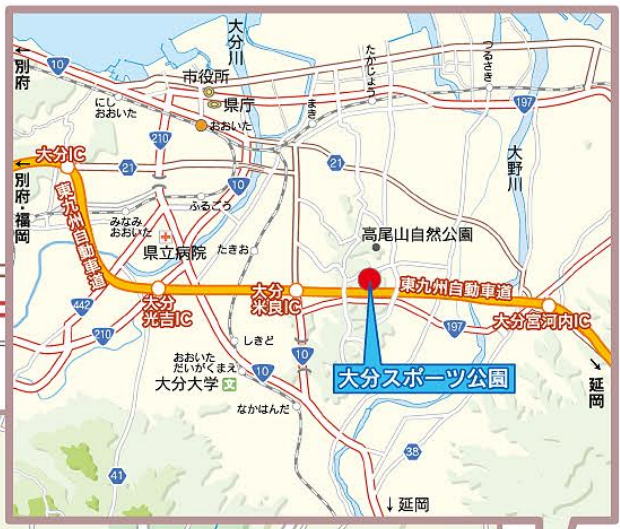 大分川
大野川
←別府
10
市役所
県庁
にし
おおいた
おおいた
まき
たかじょう
つるさき
197
210
大分IC
21
21
←別府・福岡
東九州自動車道
ふるごう
10
みなみ
おおいた
県立病院
たきお
高尾山自然公園
大分
光吉IC
大分
米良IC
東九州自動車道
大分宮河内IC
442
210
197
しきど
10
おおいた
だいがくまえ
大分大学
文
10
大分スポーツ公園
→延岡
なかはんだ
41
38
↓延岡